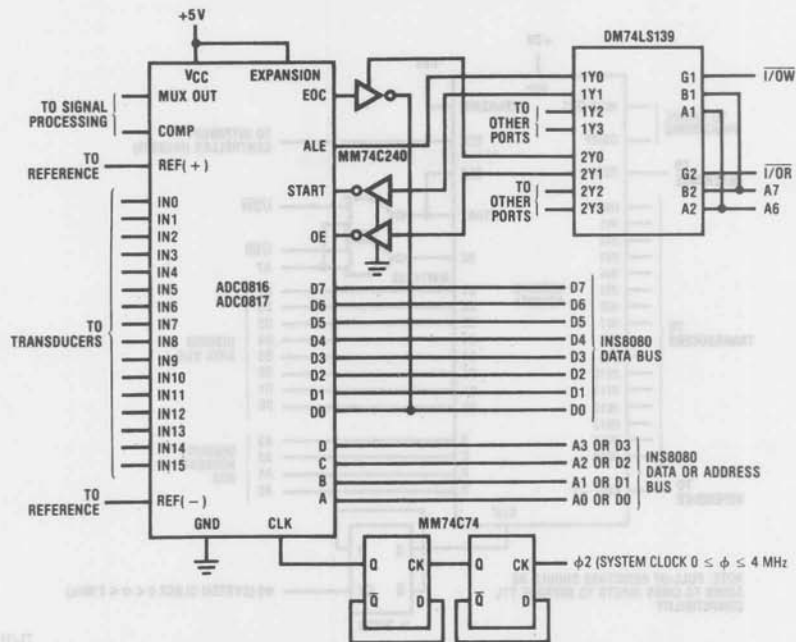 +5V
DM74LS139
VCC
EXPANSION
MUX OUT
EOC
TO SIGNAL
PROCESSING
COMP
ALE
MM74C240
TO
REFERENCE
REF(+)
START
OE
1Y0
1Y1
1Y2
1Y3
2Y0
2Y1
2Y2
2Y3
TO
OTHER
PORTS
TO
OTHER
PORTS
G1
B1
A1
G2
B2
A2
I/OW
I/OR
A7
A6
IN0
IN1
IN2
IN3
IN4
IN5
IN6
IN7
IN8
IN9
IN10
IN11
IN12
IN13
IN14
IN15
TO
TRANSDUCERS
ADC0816
ADC0817
D7
D6
D5
D4
D3
D2
D1
D0
D7
D6
D5
D4
D3
D2
D1
D0
INS8080
DATA BUS
D
C
B
A
A3 OR D3
A2 OR D2
A1 OR D1
A0 OR D0
INS8080
DATA OR ADDRESS
BUS
TO
REFERENCE
REF(-)
GND
CLK
MM74C74
Q
CK
Q
D
Q
CK
Q
D
ϕ2 (SYSTEM CLOCK 0 ≤ ϕ ≤ 4 MHz